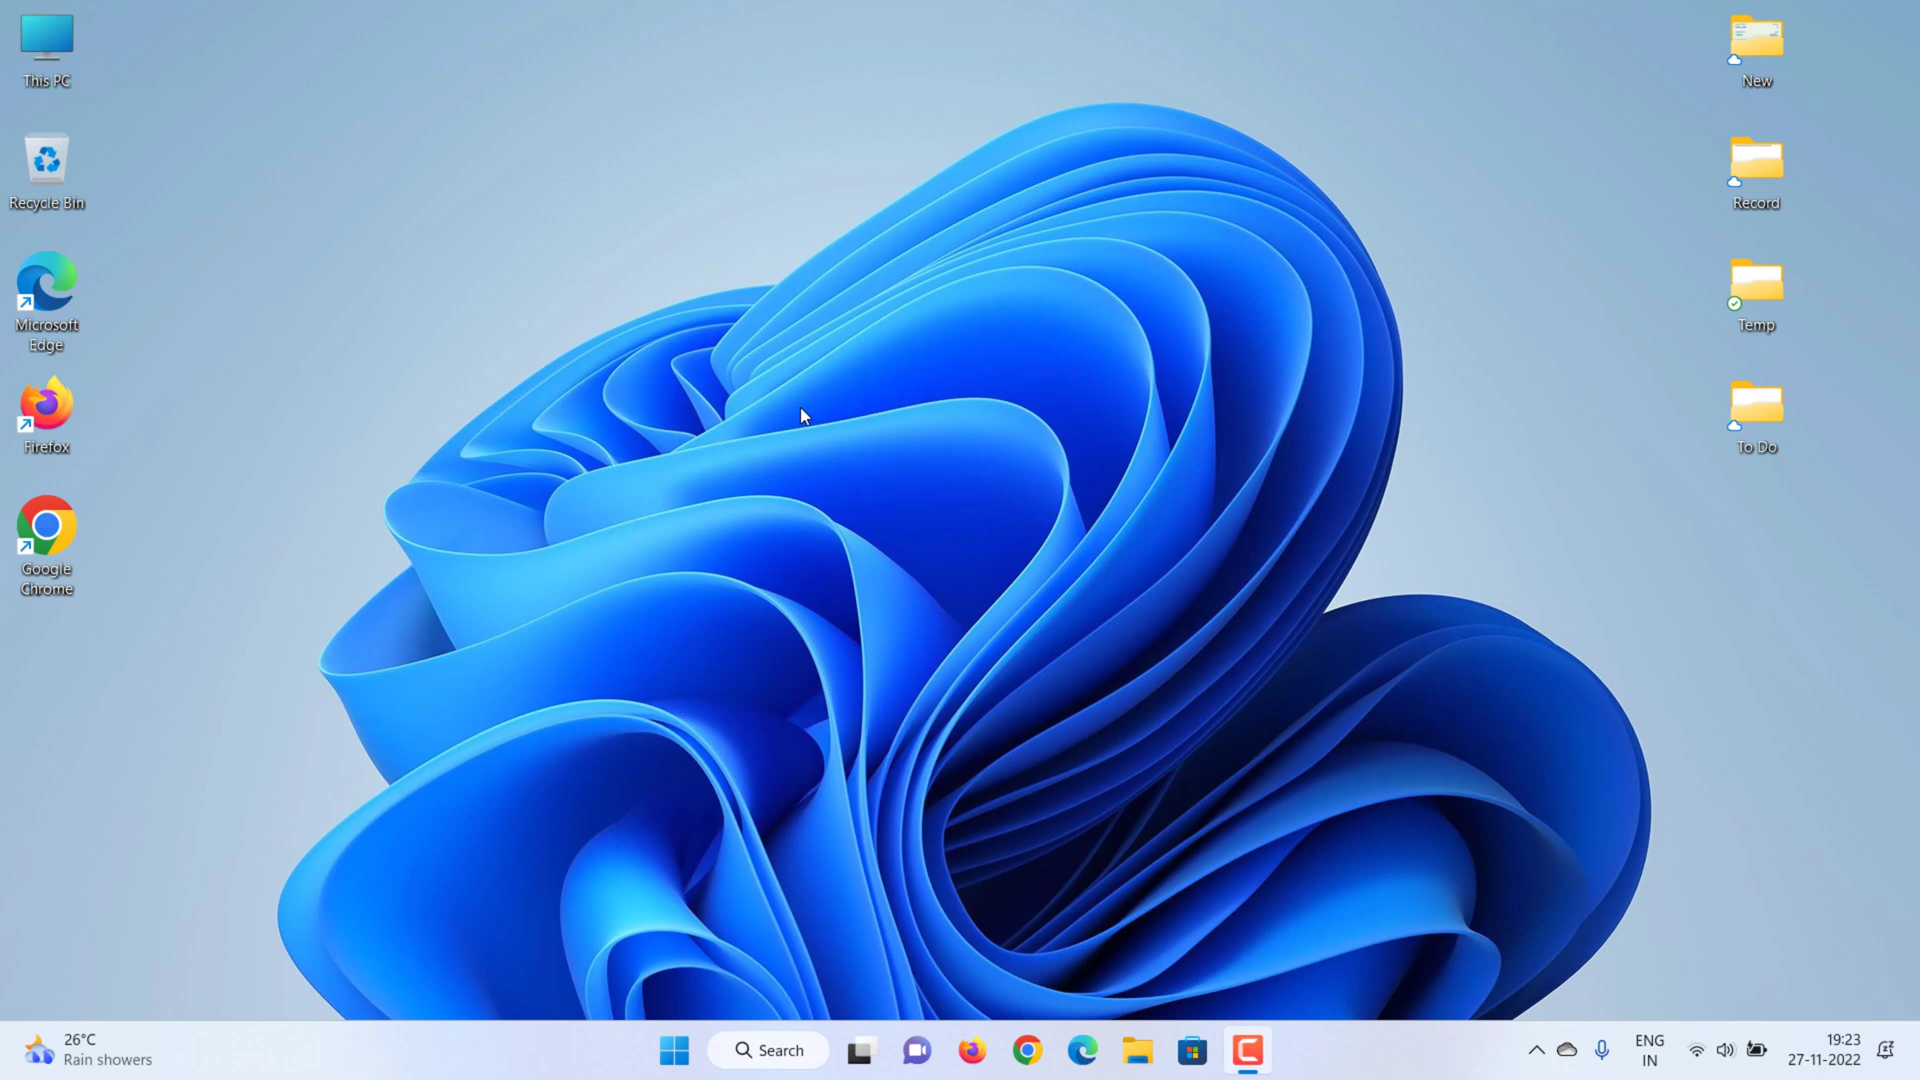 This PC
Recycle Bin
Microsoft
Edge
Firefox
Google
Chrome
New
Record
Temp
To Do
26°C
Rain showers
Search
ENG
IN
19:23
27-11-2022